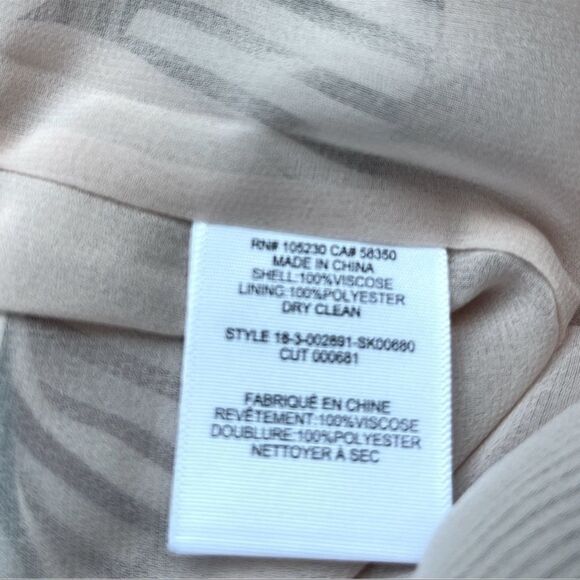 RN# 105230 CA# 58350
MADE IN CHINA
SHELL:100%VISCOSE
LINING:100%POLYESTER
DRY CLEAN
STYLE 18-3-002691-SK00680
CUT 000681
FABRIQUÉ EN CHINE
REVÊTEMENT:100%VISCOSE
DOUBLURE:100%POLYESTER
NETTOYER À SEC